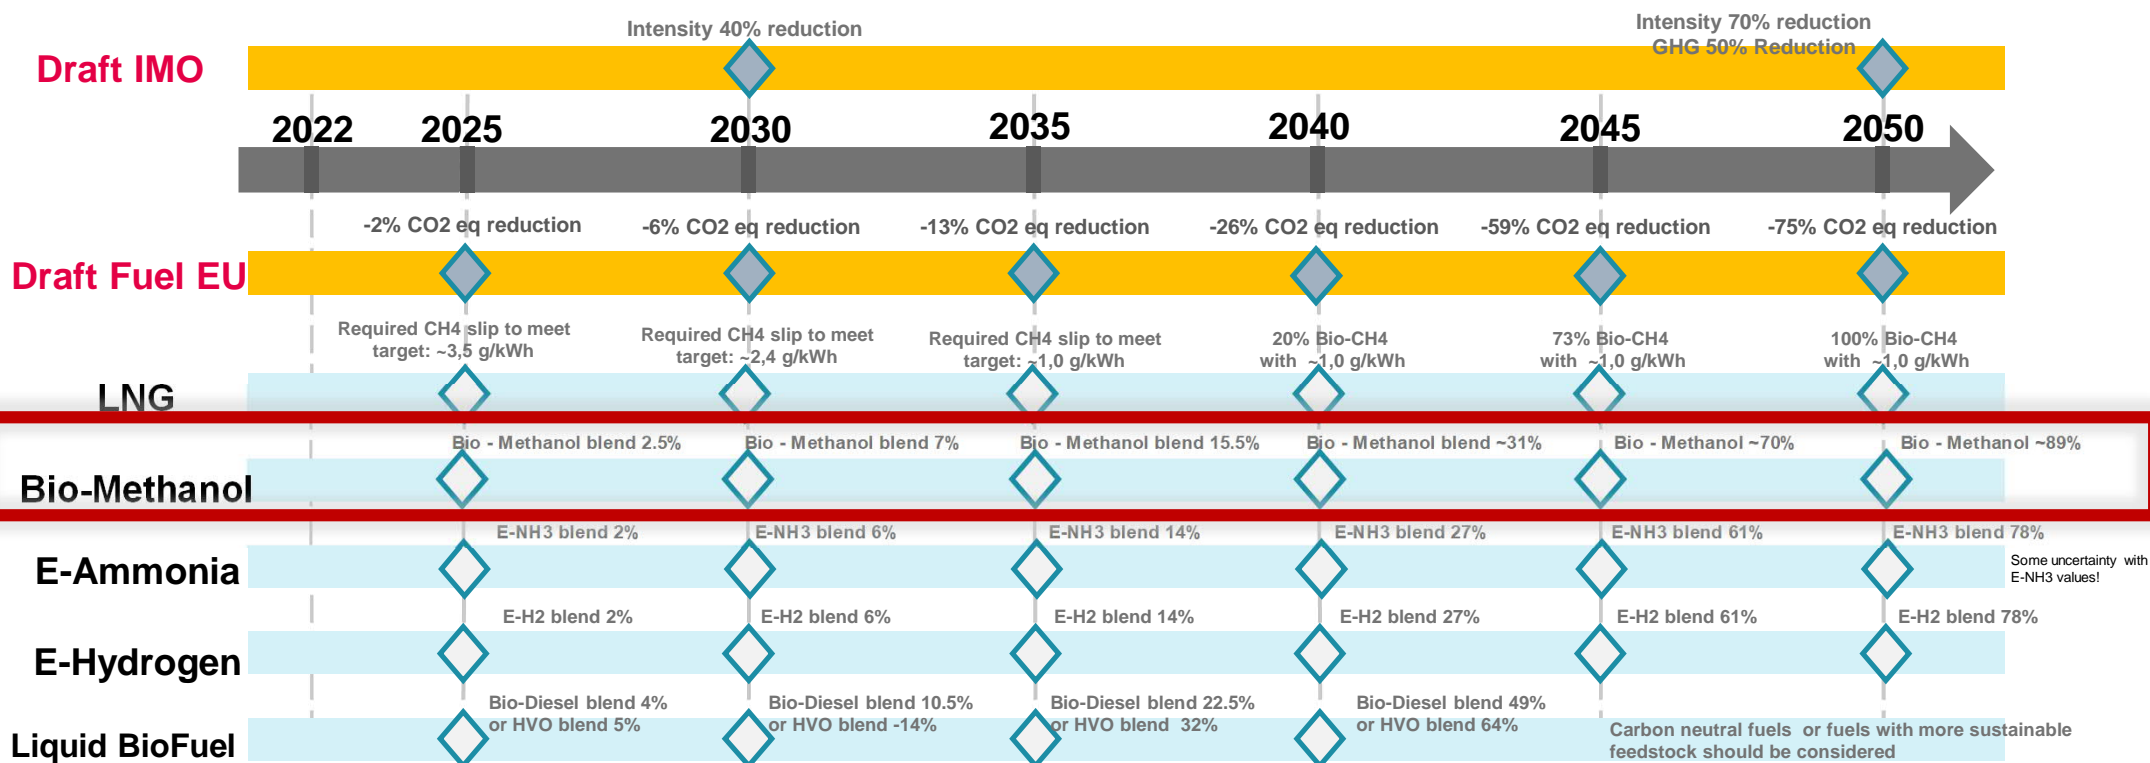 Intensity 40% reduction
Intensity 70% reduction
GHG 50% Reduction
Draft IMO
2022
2025
2030
2035
2040
2045
2050
-2% CO2 eq reduction
-6% CO2 eq reduction
-13% CO2 eq reduction
-26% CO2 eq reduction
-59% CO2 eq reduction
-75% CO2 eq reduction
Draft Fuel EU
Required CH4 slip to meet
target: ~3,5 g/kWh
Required CH4 slip to meet
target: ~2,4 g/kWh
Required CH4 slip to meet
target: ~1,0 g/kWh
20% Bio-CH4
with ~1,0 g/kWh
73% Bio-CH4
with ~1,0 g/kWh
100% Bio-CH4
with ~1,0 g/kWh
LNG
Bio - Methanol blend 2.5%
Bio - Methanol blend 7%
Bio - Methanol blend 15.5%
Bio - Methanol blend ~31%
Bio - Methanol ~70%
Bio - Methanol ~89%
Bio-Methanol
E-NH3 blend 2%
E-NH3 blend 6%
E-NH3 blend 14%
E-NH3 blend 27%
E-NH3 blend 61%
E-NH3 blend 78%
E-Ammonia
Some uncertainty with
E-NH3 values!
E-H2 blend 2%
E-H2 blend 6%
E-H2 blend 14%
E-H2 blend 27%
E-H2 blend 61%
E-H2 blend 78%
E-Hydrogen
Bio-Diesel blend 4%
or HVO blend 5%
Bio-Diesel blend 10.5%
or HVO blend -14%
Bio-Diesel blend 22.5%
or HVO blend 32%
Bio-Diesel blend 49%
or HVO blend 64%
Carbon neutral fuels or fuels with more sustainable
feedstock should be considered
Liquid BioFuel